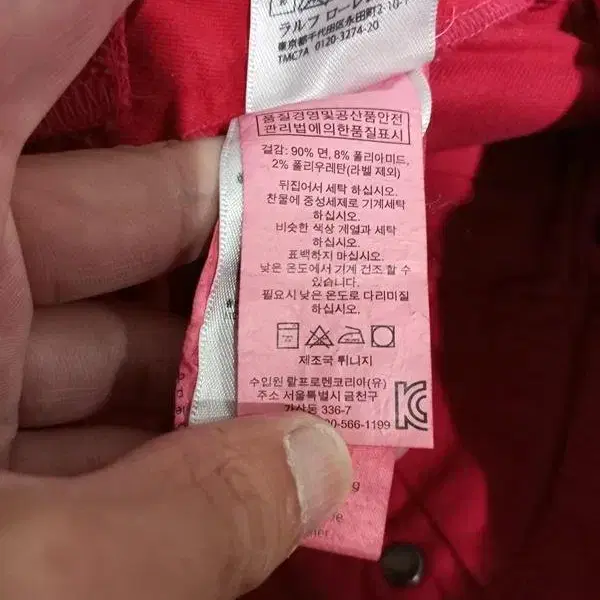 ラルフ ローレ
東京都千代田区永田町2-10-
TMC7A 0120-3274-20
품질경영및공산품안전
관리법에의한품질표시
겉감: 90% 면, 8% 폴리아미드,
2% 폴리우레탄(라벨 제외)
뒤집어서 세탁 하십시오.
찬물에 중성세제로 기계세탁
하십시오.
비슷한 색상 계열과 세탁
하십시오.
표백하지 마십시오.
낮은 온도에서 기계 건조 할 수
있습니다.
필요시 낮은 온도로 다리미질
하십시오.
제조국 튀니지
수입원 랄프로렌코리아(유)
주소 서울특별시 금천구
가산동 336-7
0-566-1199